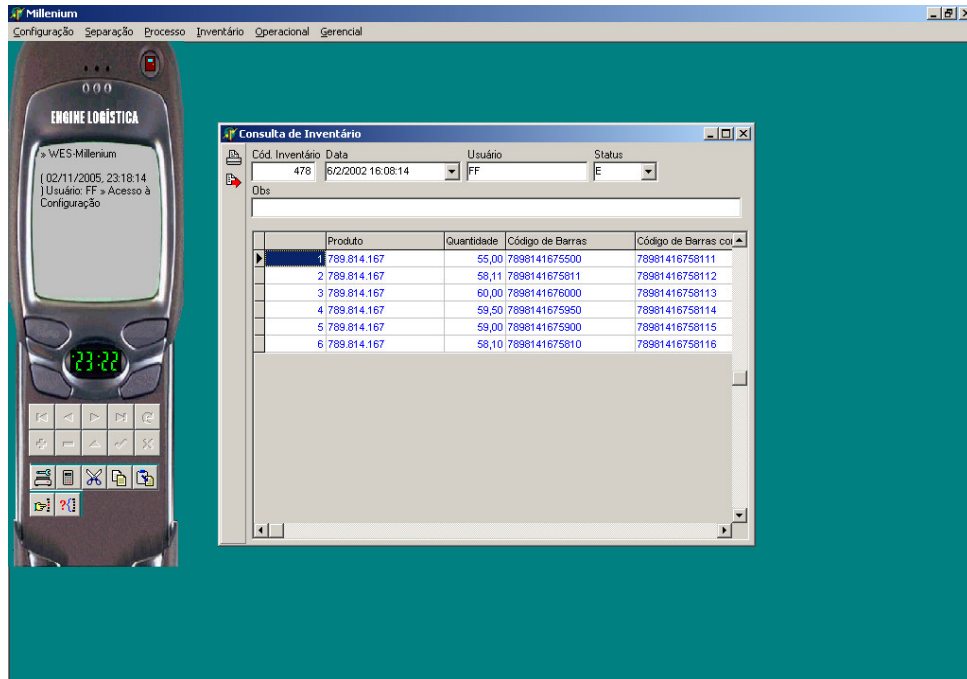 Millenium
Configuração Separação Processo Inventário Operacional Gerencial
ENGINE LOGÍSTICA
» WES-Millenium
( 02/11/2005, 23:18:14
) Usuário: FF » Acesso à
Configuração
23:22
Consulta de Inventário
Cód. Inventário Data Usuário Status
478 6/2/2002 16:08:14 FF E
Obs
Produto Quantidade Código de Barras Código de Barras co
1 789.814.167 55,00 7898141675500 78981416758111
2 789.814.167 58,11 7898141675811 78981416758112
3 789.814.167 60,00 7898141676000 78981416758113
4 789.814.167 59,50 7898141675950 78981416758114
5 789.814.167 59,00 7898141675900 78981416758115
6 789.814.167 58,10 7898141675810 78981416758116